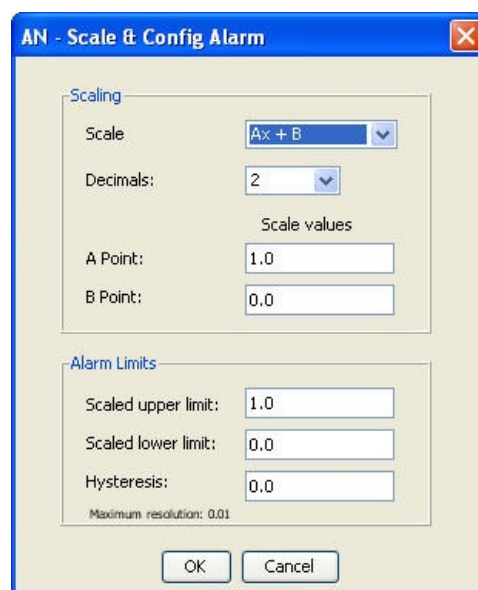 AN - Scale & Config Alarm
Scaling
Scale Ax + B
Decimals: 2
Scale values
A Point: 1.0
B Point: 0.0
Alarm Limits
Scaled upper limit: 1.0
Scaled lower limit: 0.0
Hysteresis: 0.0
Maximum resolution: 0.01
OK Cancel